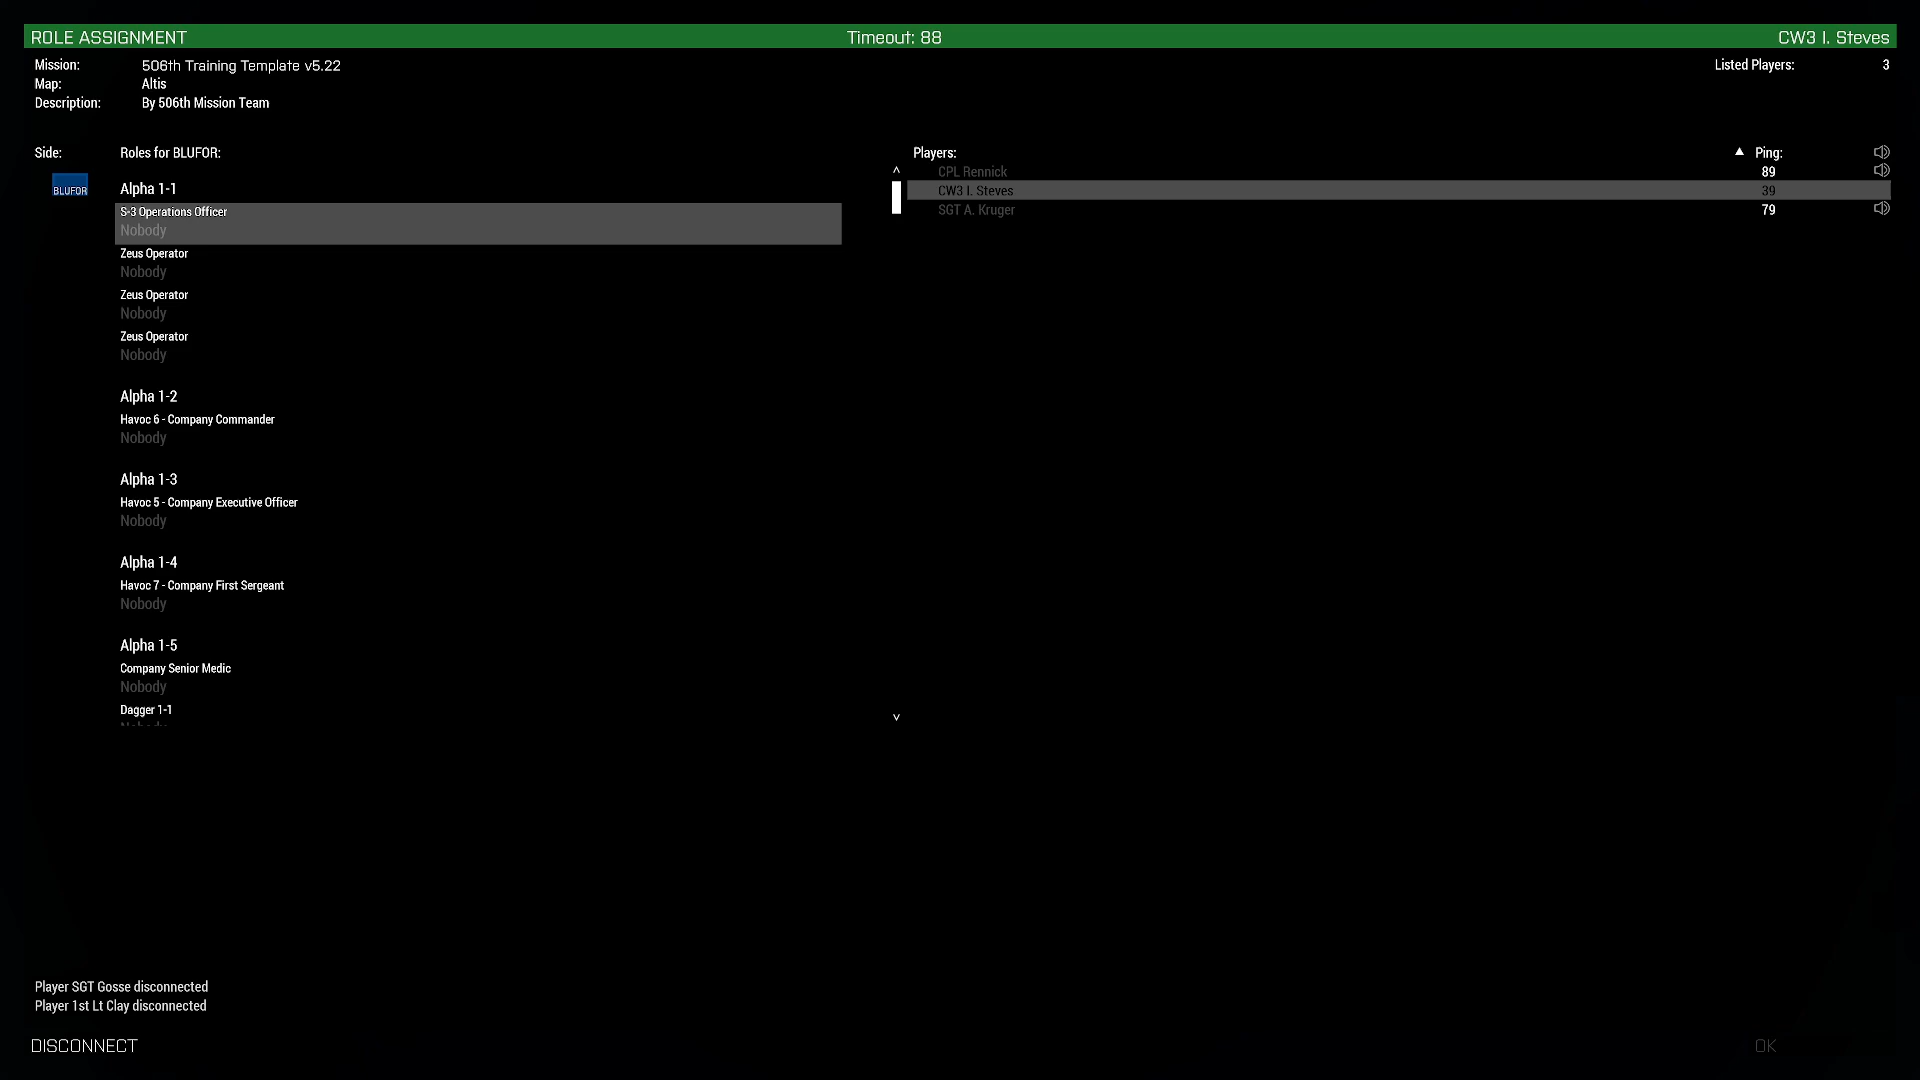 ROLE ASSIGNMENT Timeout: 88 CW3 I. Steves
Mission: 506th Training Template v5.22 Listed Players: 3
Map: Altis
Description: By 506th Mission Team
Side: Roles for BLUFOR: Players: ▲ Ping:
BLUFOR
Alpha 1-1
S-3 Operations Officer
Nobody
Zeus Operator
Nobody
Zeus Operator
Nobody
Zeus Operator
Nobody
Alpha 1-2
Havoc 6 - Company Commander
Nobody
Alpha 1-3
Havoc 5 - Company Executive Officer
Nobody
Alpha 1-4
Havoc 7 - Company First Sergeant
Nobody
Alpha 1-5
Company Senior Medic
Nobody
Dagger 1-1
Nobody
CPL Rennick 89
CW3 I. Steves 39
SGT A. Kruger 79
Player SGT Gosse disconnected
Player 1st Lt Clay disconnected
DISCONNECT OK